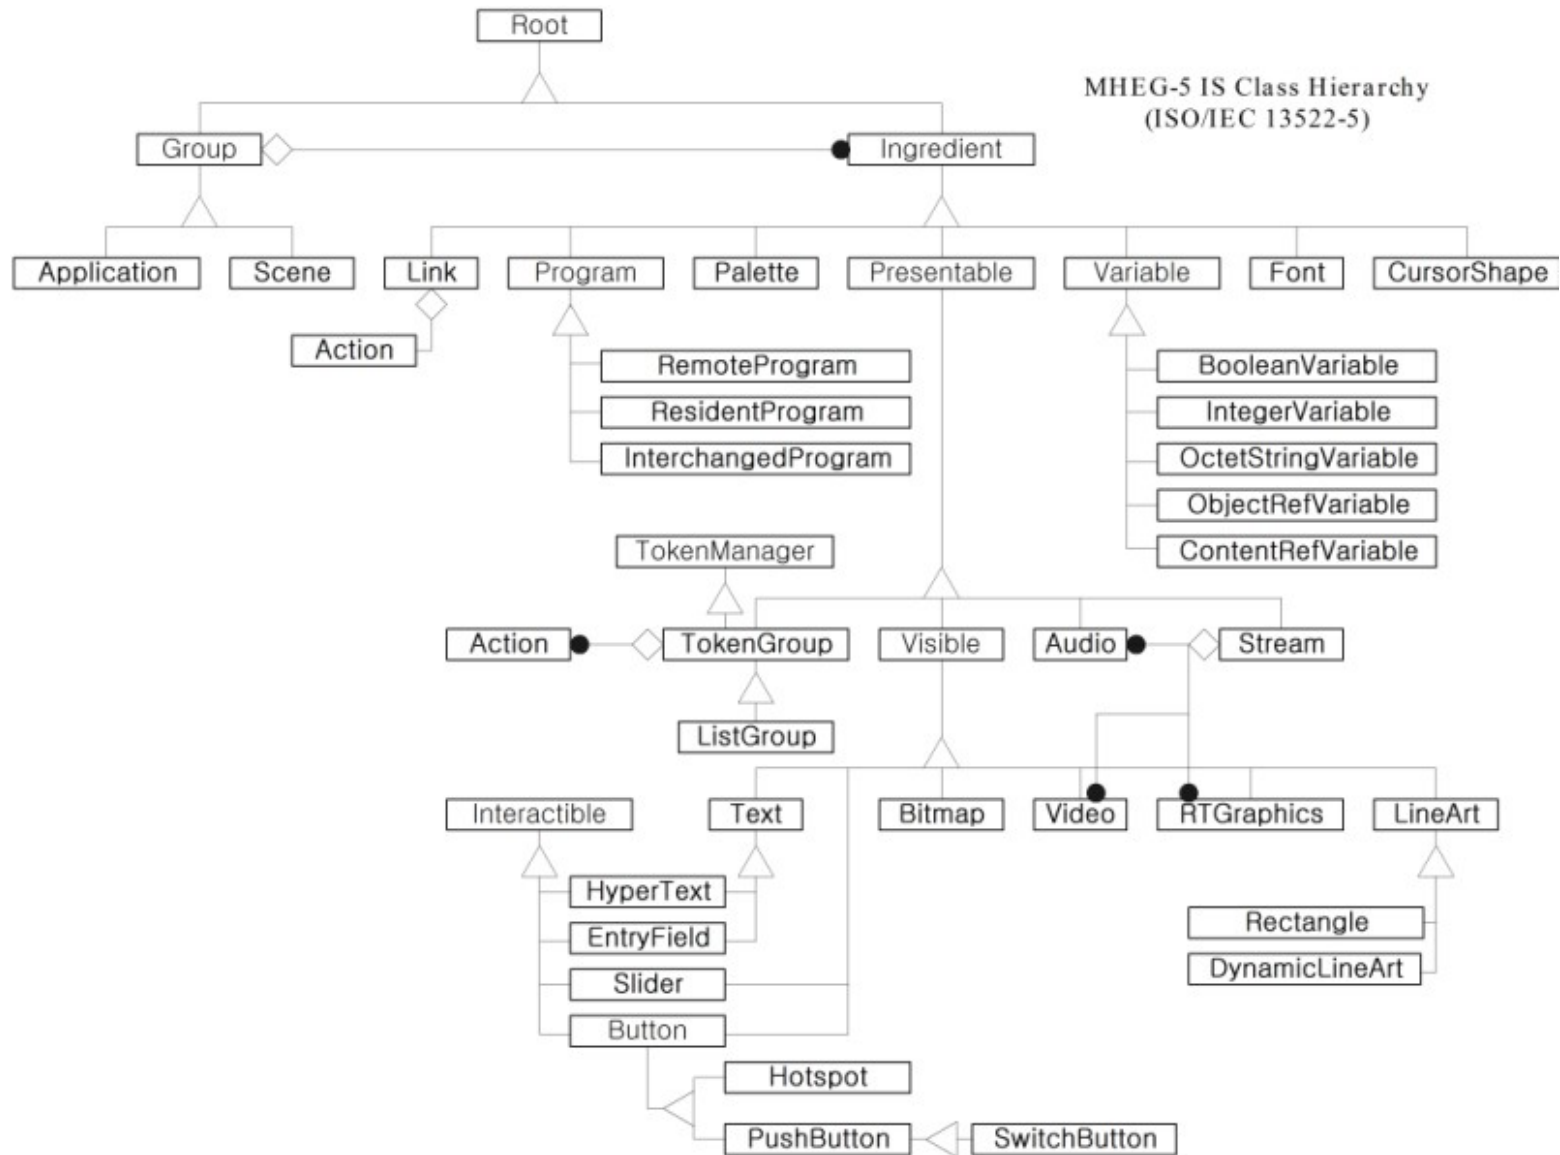 Root
MHEG-5 IS Class Hierarchy
(ISO/IEC 13522-5)
Group
Ingredient
Application
Scene
Link
Program
Palette
Presentable
Variable
Font
CursorShape
Action
RemoteProgram
ResidentProgram
InterchangedProgram
BooleanVariable
IntegerVariable
OctetStringVariable
ObjectRefVariable
ContentRefVariable
TokenManager
Action
TokenGroup
Visible
Audio
Stream
ListGroup
Interactible
Text
Bitmap
Video
RTGraphics
LineArt
HyperText
EntryField
Slider
Button
Rectangle
DynamicLineArt
Hotspot
PushButton
SwitchButton